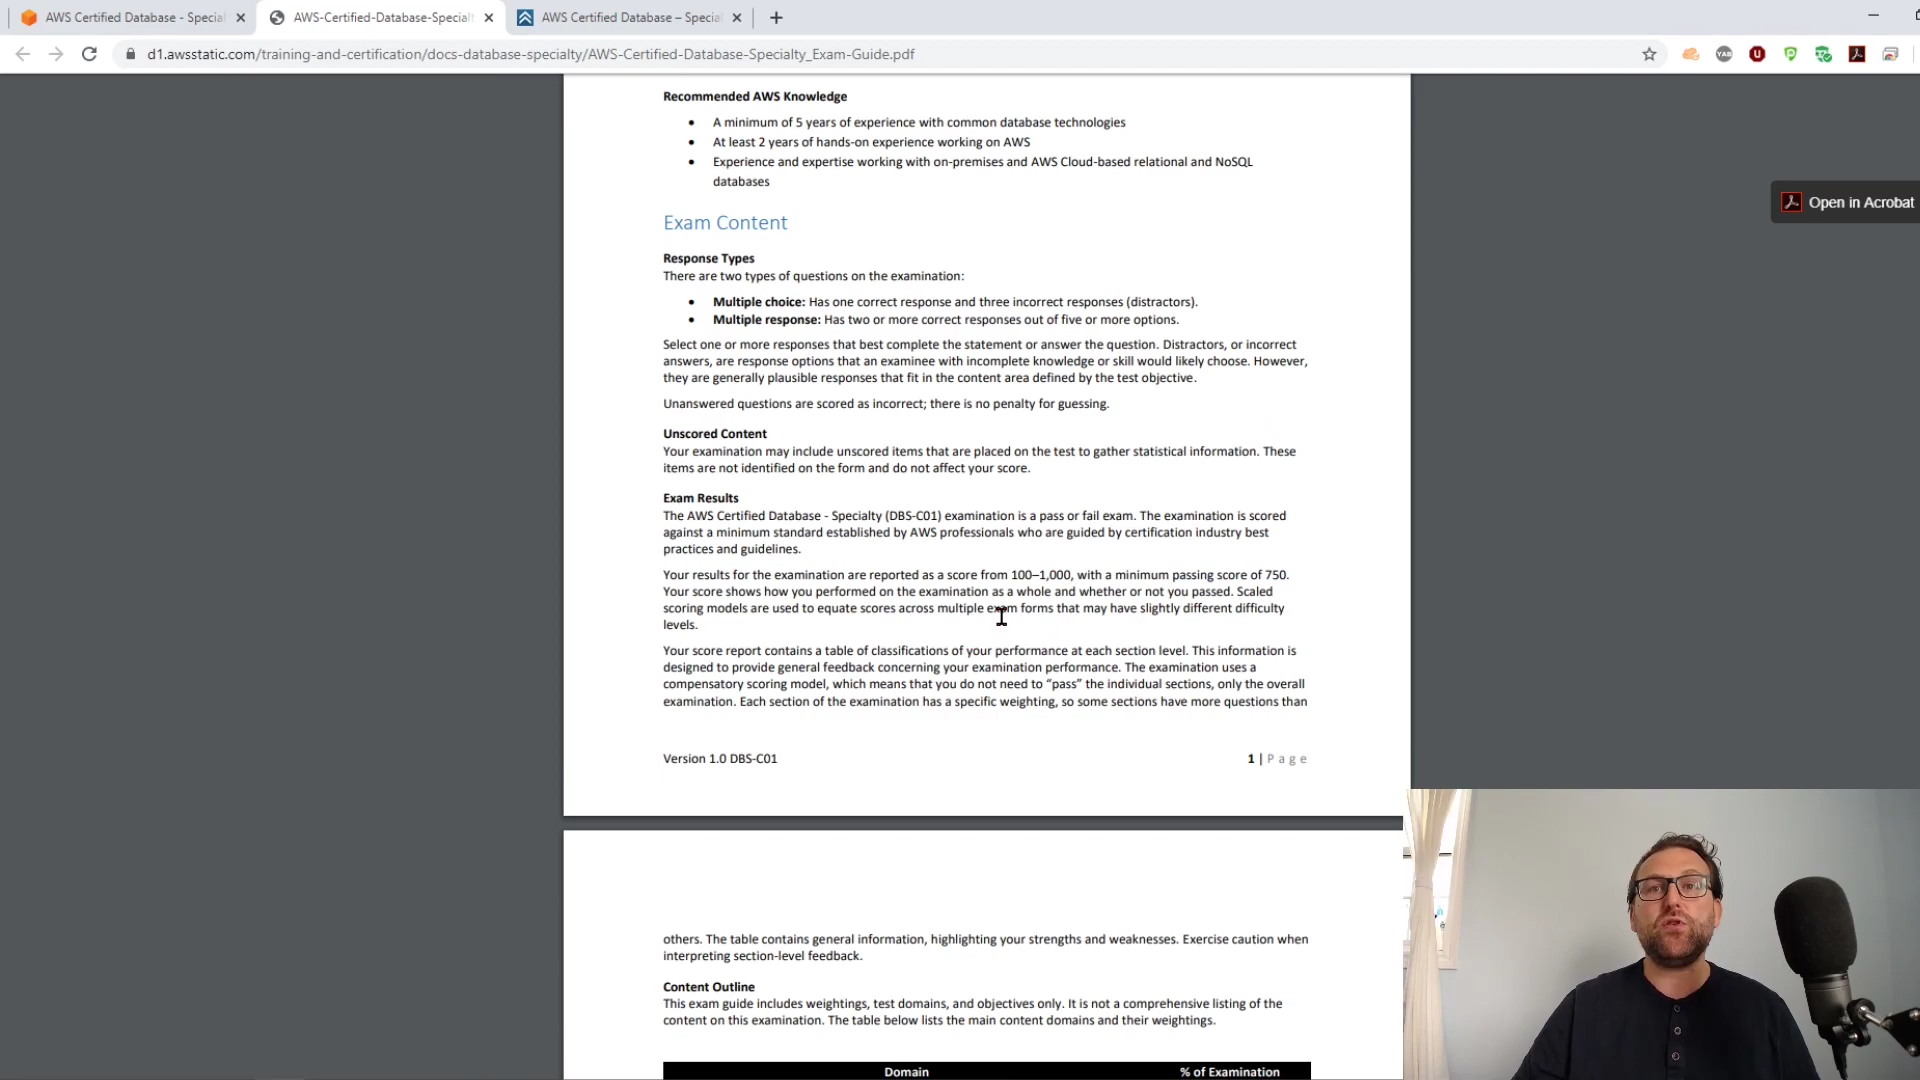 AWS Certified Database - Special
AWS-Certified-Database-Special
AWS Certified Database – Special
d1.awsstatic.com/training-and-certification/docs-database-specialty/AWS-Certified-Database-Specialty_Exam-Guide.pdf
Recommended AWS Knowledge
• A minimum of 5 years of experience with common database technologies
• At least 2 years of hands-on experience working on AWS
• Experience and expertise working with on-premises and AWS Cloud-based relational and NoSQL
databases
Open in Acrobat
Exam Content
Response Types
There are two types of questions on the examination:
• Multiple choice: Has one correct response and three incorrect responses (distractors).
• Multiple response: Has two or more correct responses out of five or more options.
Select one or more responses that best complete the statement or answer the question. Distractors, or incorrect
answers, are response options that an examinee with incomplete knowledge or skill would likely choose. However,
they are generally plausible responses that fit in the content area defined by the test objective.
Unanswered questions are scored as incorrect; there is no penalty for guessing.
Unscored Content
Your examination may include unscored items that are placed on the test to gather statistical information. These
items are not identified on the form and do not affect your score.
Exam Results
The AWS Certified Database - Specialty (DBS-C01) examination is a pass or fail exam. The examination is scored
against a minimum standard established by AWS professionals who are guided by certification industry best
practices and guidelines.
Your results for the examination are reported as a score from 100–1,000, with a minimum passing score of 750.
Your score shows how you performed on the examination as a whole and whether or not you passed. Scaled
scoring models are used to equate scores across multiple exam forms that may have slightly different difficulty
levels.
Your score report contains a table of classifications of your performance at each section level. This information is
designed to provide general feedback concerning your examination performance. The examination uses a
compensatory scoring model, which means that you do not need to “pass” the individual sections, only the overall
examination. Each section of the examination has a specific weighting, so some sections have more questions than
Version 1.0 DBS-C01
1 | Page
others. The table contains general information, highlighting your strengths and weaknesses. Exercise caution when
interpreting section-level feedback.
Content Outline
This exam guide includes weightings, test domains, and objectives only. It is not a comprehensive listing of the
content on this examination. The table below lists the main content domains and their weightings.
Domain
% of Examination